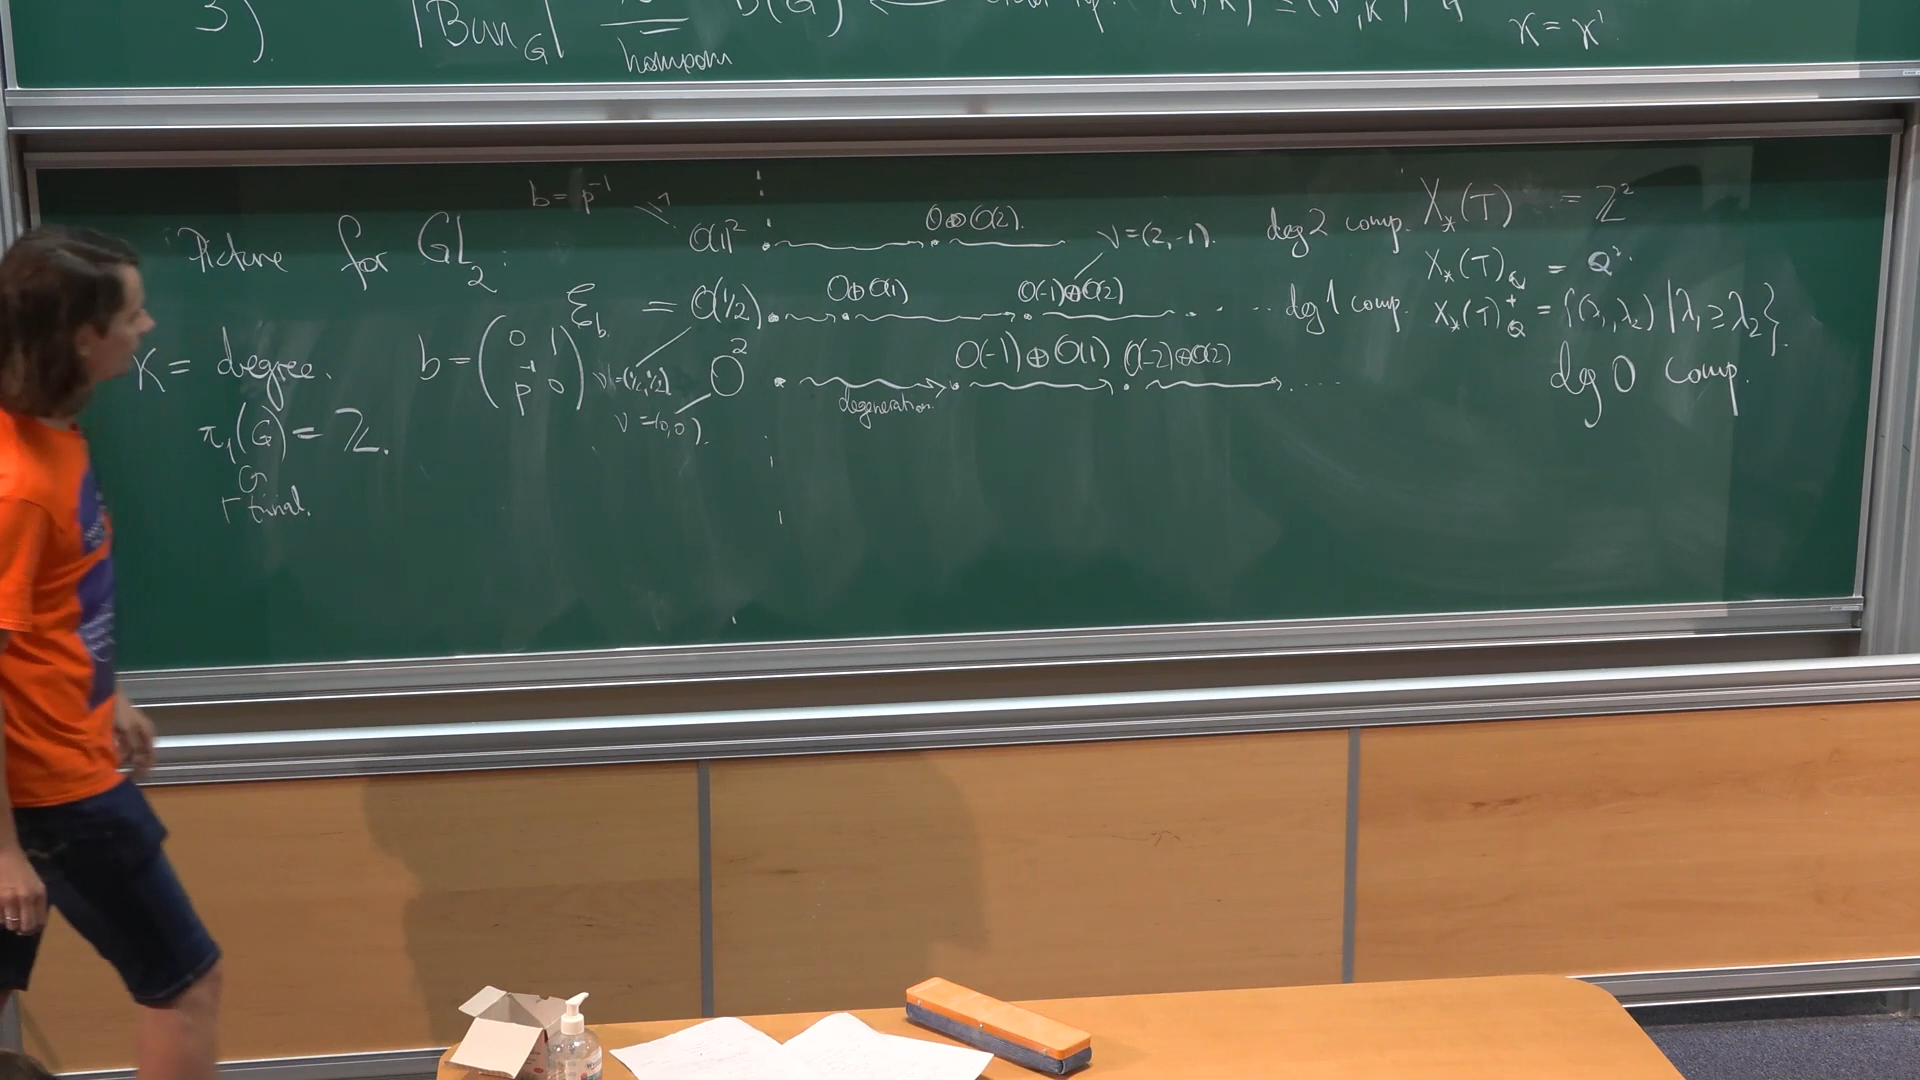 3) |Bun_G| B(G) (ν, κ) = (ν', κ')
hompom κ = κ'
b = p^{-1}
Picture for GL_2:
O(1)^2 O⊕O(2) ν = (2, -1). deg 2 comp.
X_*(T) = ℤ^2
X_*(T)_ℚ = ℚ^2.
E_b = O(1/2) O⊕O(1) O(-1)⊕O(2) .... deg 1 comp.
X_*(T)_ℚ^+ = {(λ_1, λ_2) | λ_1 ≥ λ_2}.
κ = degree. b = (0 1
p^{-1} 0)
ν = (1/2, 1/2) O^2 O(-1)⊕O(1) O(-2)⊕O(2) ..... deg 0 comp.
degeneration.
ν = (0,0).
π_1(G) = ℤ.
Γ trivial.